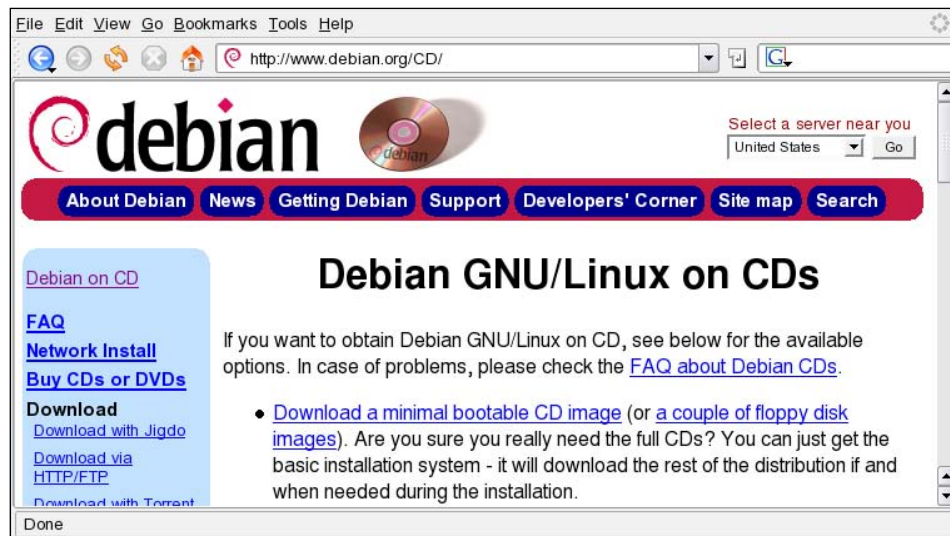 File Edit View Go Bookmarks Tools Help
http://www.debian.org/CD/
G
debian
debian
Select a server near you
United States Go
About Debian News Getting Debian Support Developers' Corner Site map Search
Debian on CD
FAQ
Network Install
Buy CDs or DVDs
Download
Download with Jigdo
Download via
HTTP/FTP
Download with Torrent
Debian GNU/Linux on CDs
If you want to obtain Debian GNU/Linux on CD, see below for the available
options. In case of problems, please check the FAQ about Debian CDs.
Download a minimal bootable CD image (or a couple of floppy disk
images). Are you sure you really need the full CDs? You can just get the
basic installation system - it will download the rest of the distribution if and
when needed during the installation.
Done